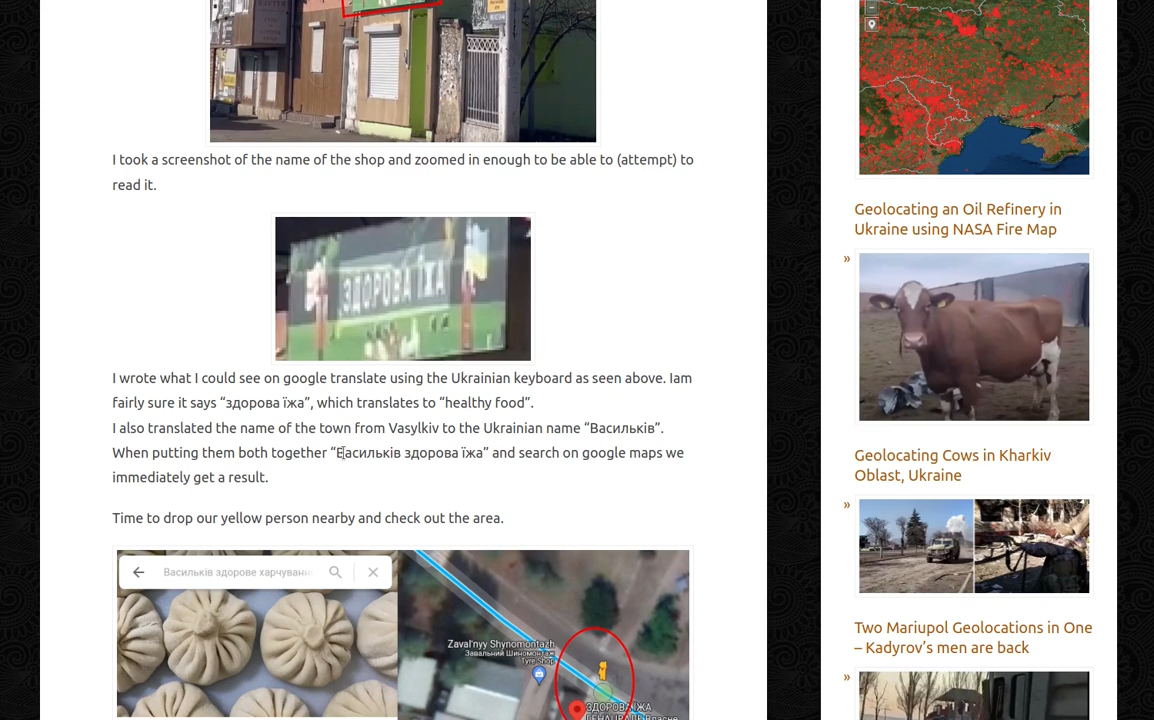 I took a screenshot of the name of the shop and zoomed in enough to be able to (attempt) to
read it.
ЗДОРОВА ЇЖА
I wrote what I could see on google translate using the Ukrainian keyboard as seen above. Iam
fairly sure it says “здорова їжа”, which translates to “healthy food”.
I also translated the name of the town from Vasylkiv to the Ukrainian name “Васильків”.
When putting them both together “Васильків здорова їжа” and search on google maps we
immediately get a result.
Time to drop our yellow person nearby and check out the area.
Васильків здорове харчуванн
Zaval'nyy Shynomontazh
Завальний Шиномонтаж
Tyre Shop
ЗДОРОВА ЇЖА
Geolocating an Oil Refinery in
Ukraine using NASA Fire Map
»
Geolocating Cows in Kharkiv
Oblast, Ukraine
»
Two Mariupol Geolocations in One
– Kadyrov’s men are back
»